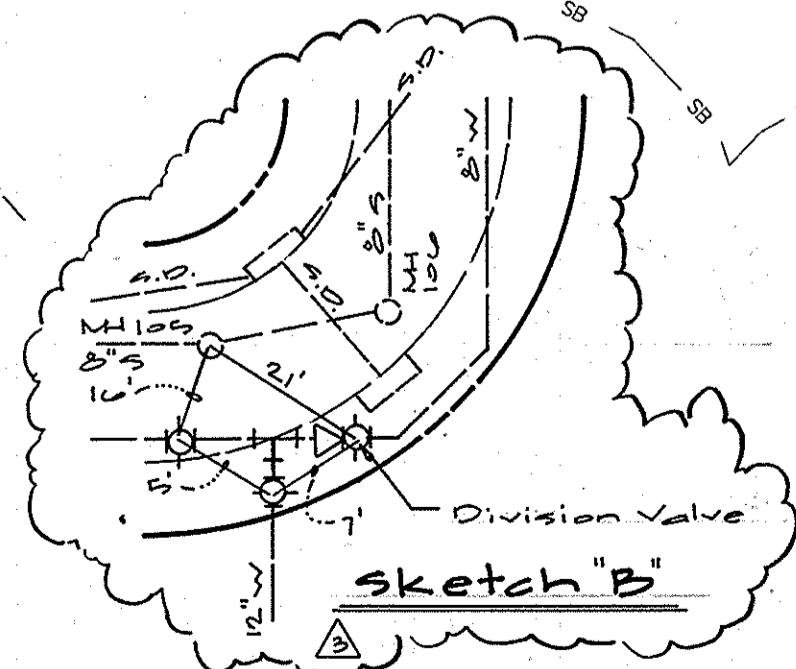 SB
SB
S.D.
8" W
8" S
MH
106
S.D.
S.D.
MH 105
8" S
16'
21'
5'
7'
Division Valve
12" W
Sketch "B"
3